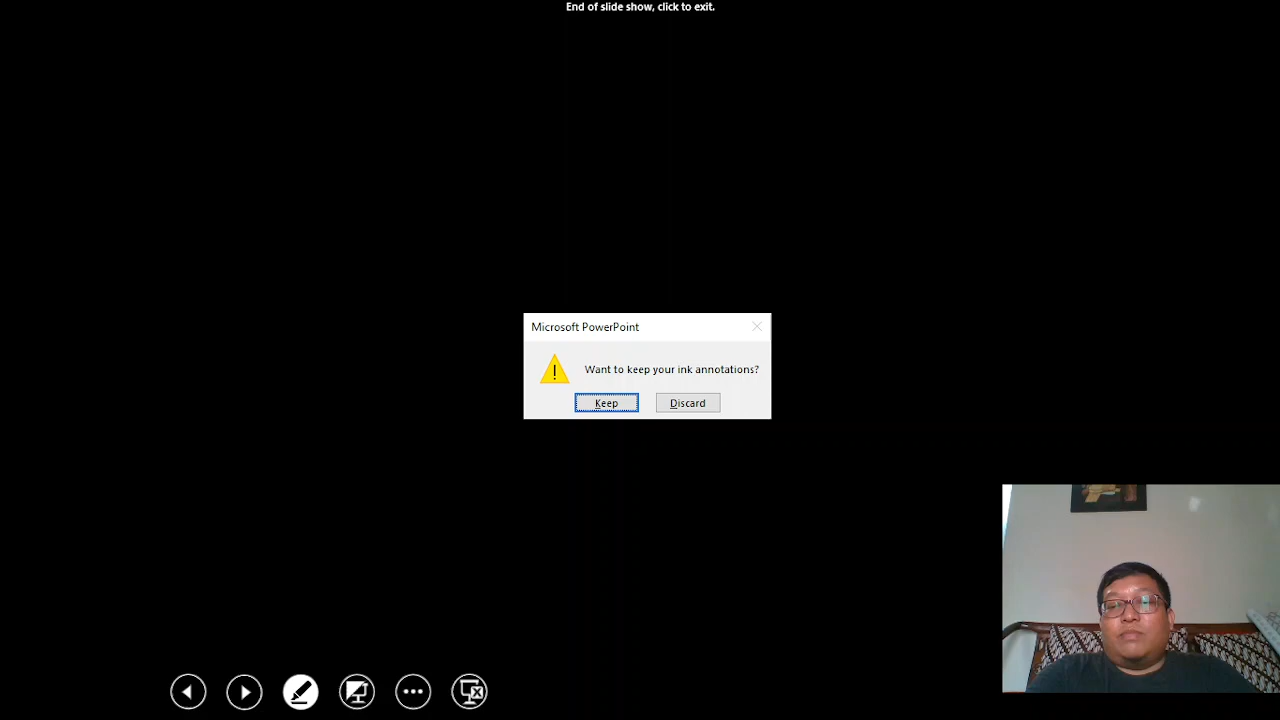 End of slide show, click to exit.
Microsoft PowerPoint
Want to keep your ink annotations?
Keep
Discard